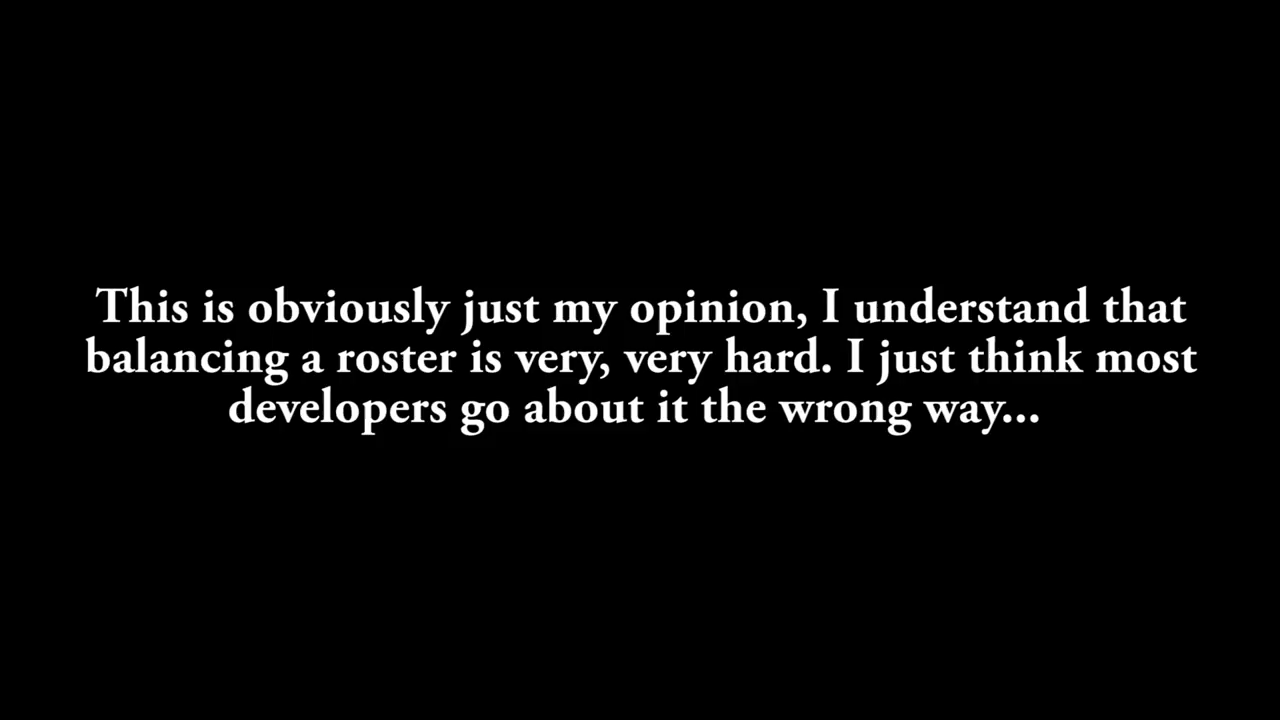 This is obviously just my opinion, I understand that
balancing a roster is very, very hard. I just think most
developers go about it the wrong way...